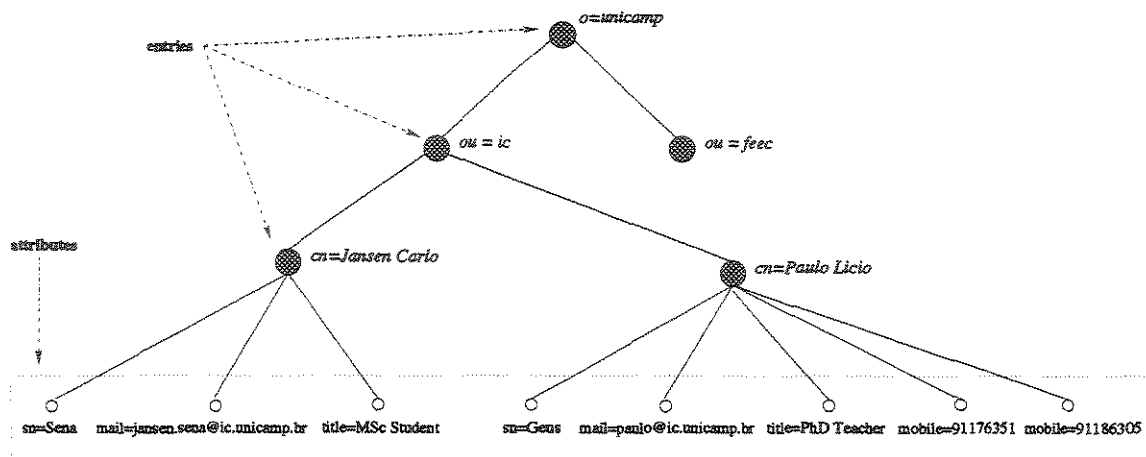 o=unicamp
entries
ou = ic
ou = feec
attributes
cn=Jansen Carlo
cn=Paulo Licio
sn=Sena
mail=jansen.sena@ic.unicamp.br
title=MSc Student
sn=Geus
mail=paulo@ic.unicamp.br
title=PhD Teacher
mobile=91176351
mobile=91186305